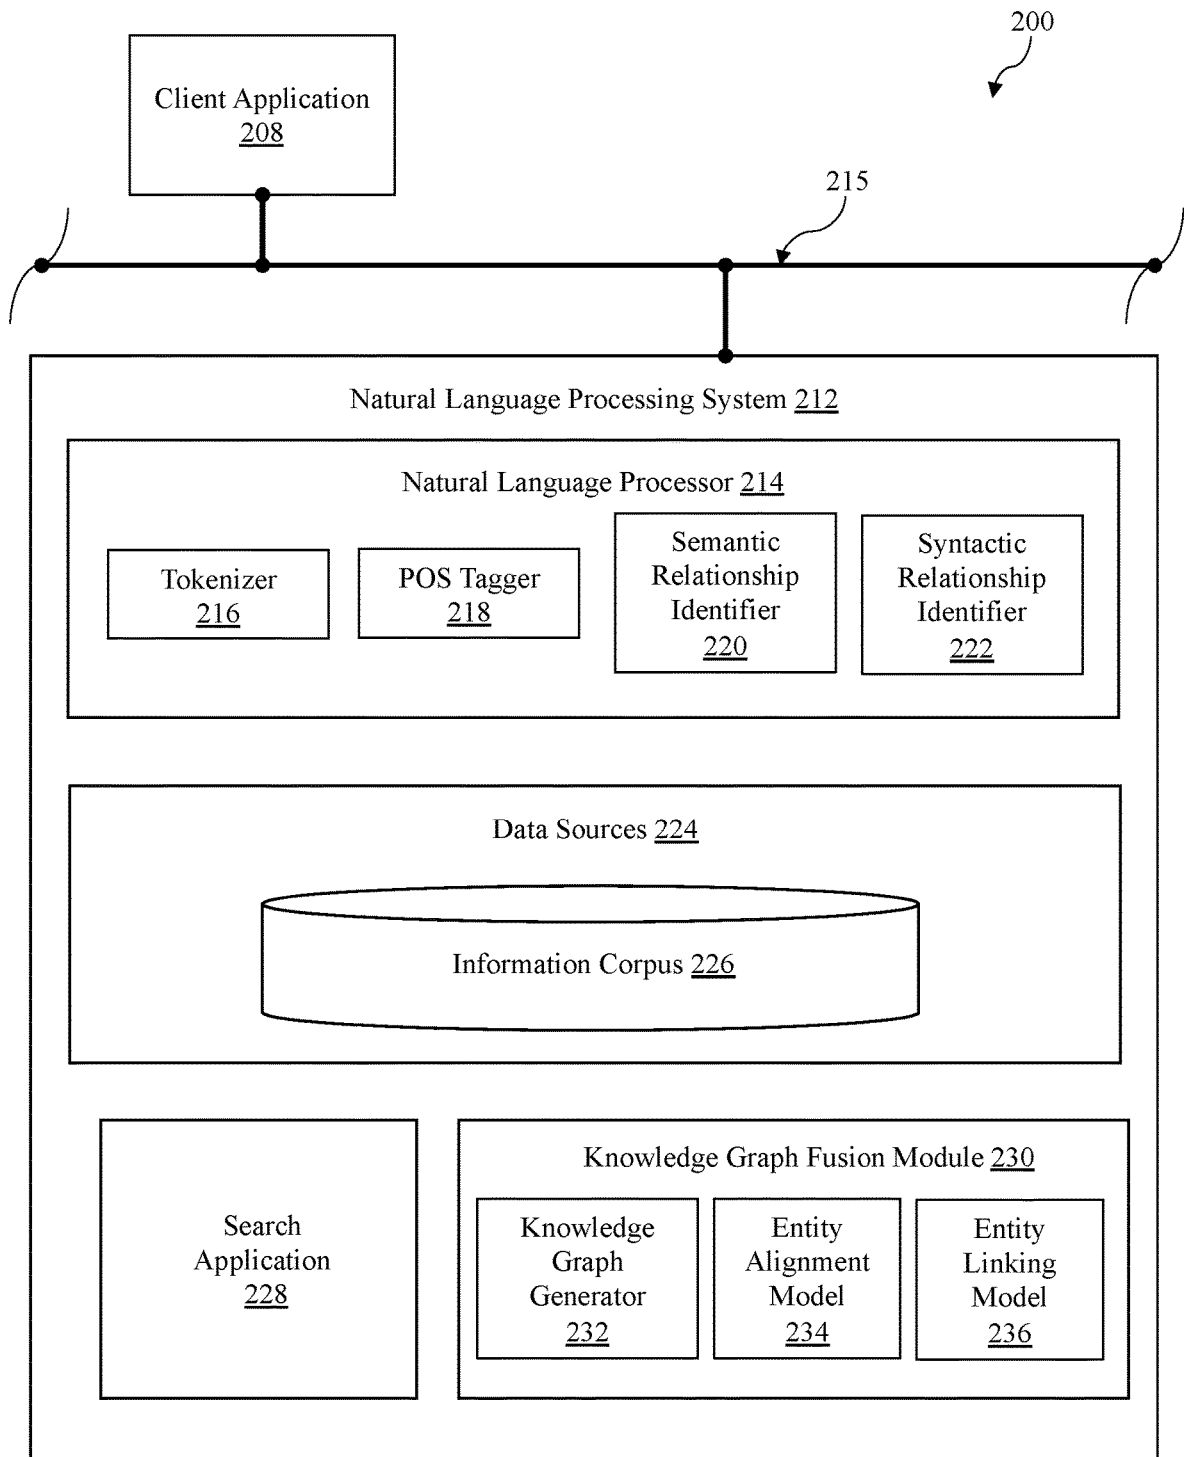 200
Client Application
208
215
Natural Language Processing System 212
Natural Language Processor 214
Tokenizer
216
POS Tagger
218
Semantic
Relationship
Identifier
220
Syntactic
Relationship
Identifier
222
Data Sources 224
Information Corpus 226
Search
Application
228
Knowledge Graph Fusion Module 230
Knowledge
Graph
Generator
232
Entity
Alignment
Model
234
Entity
Linking
Model
236